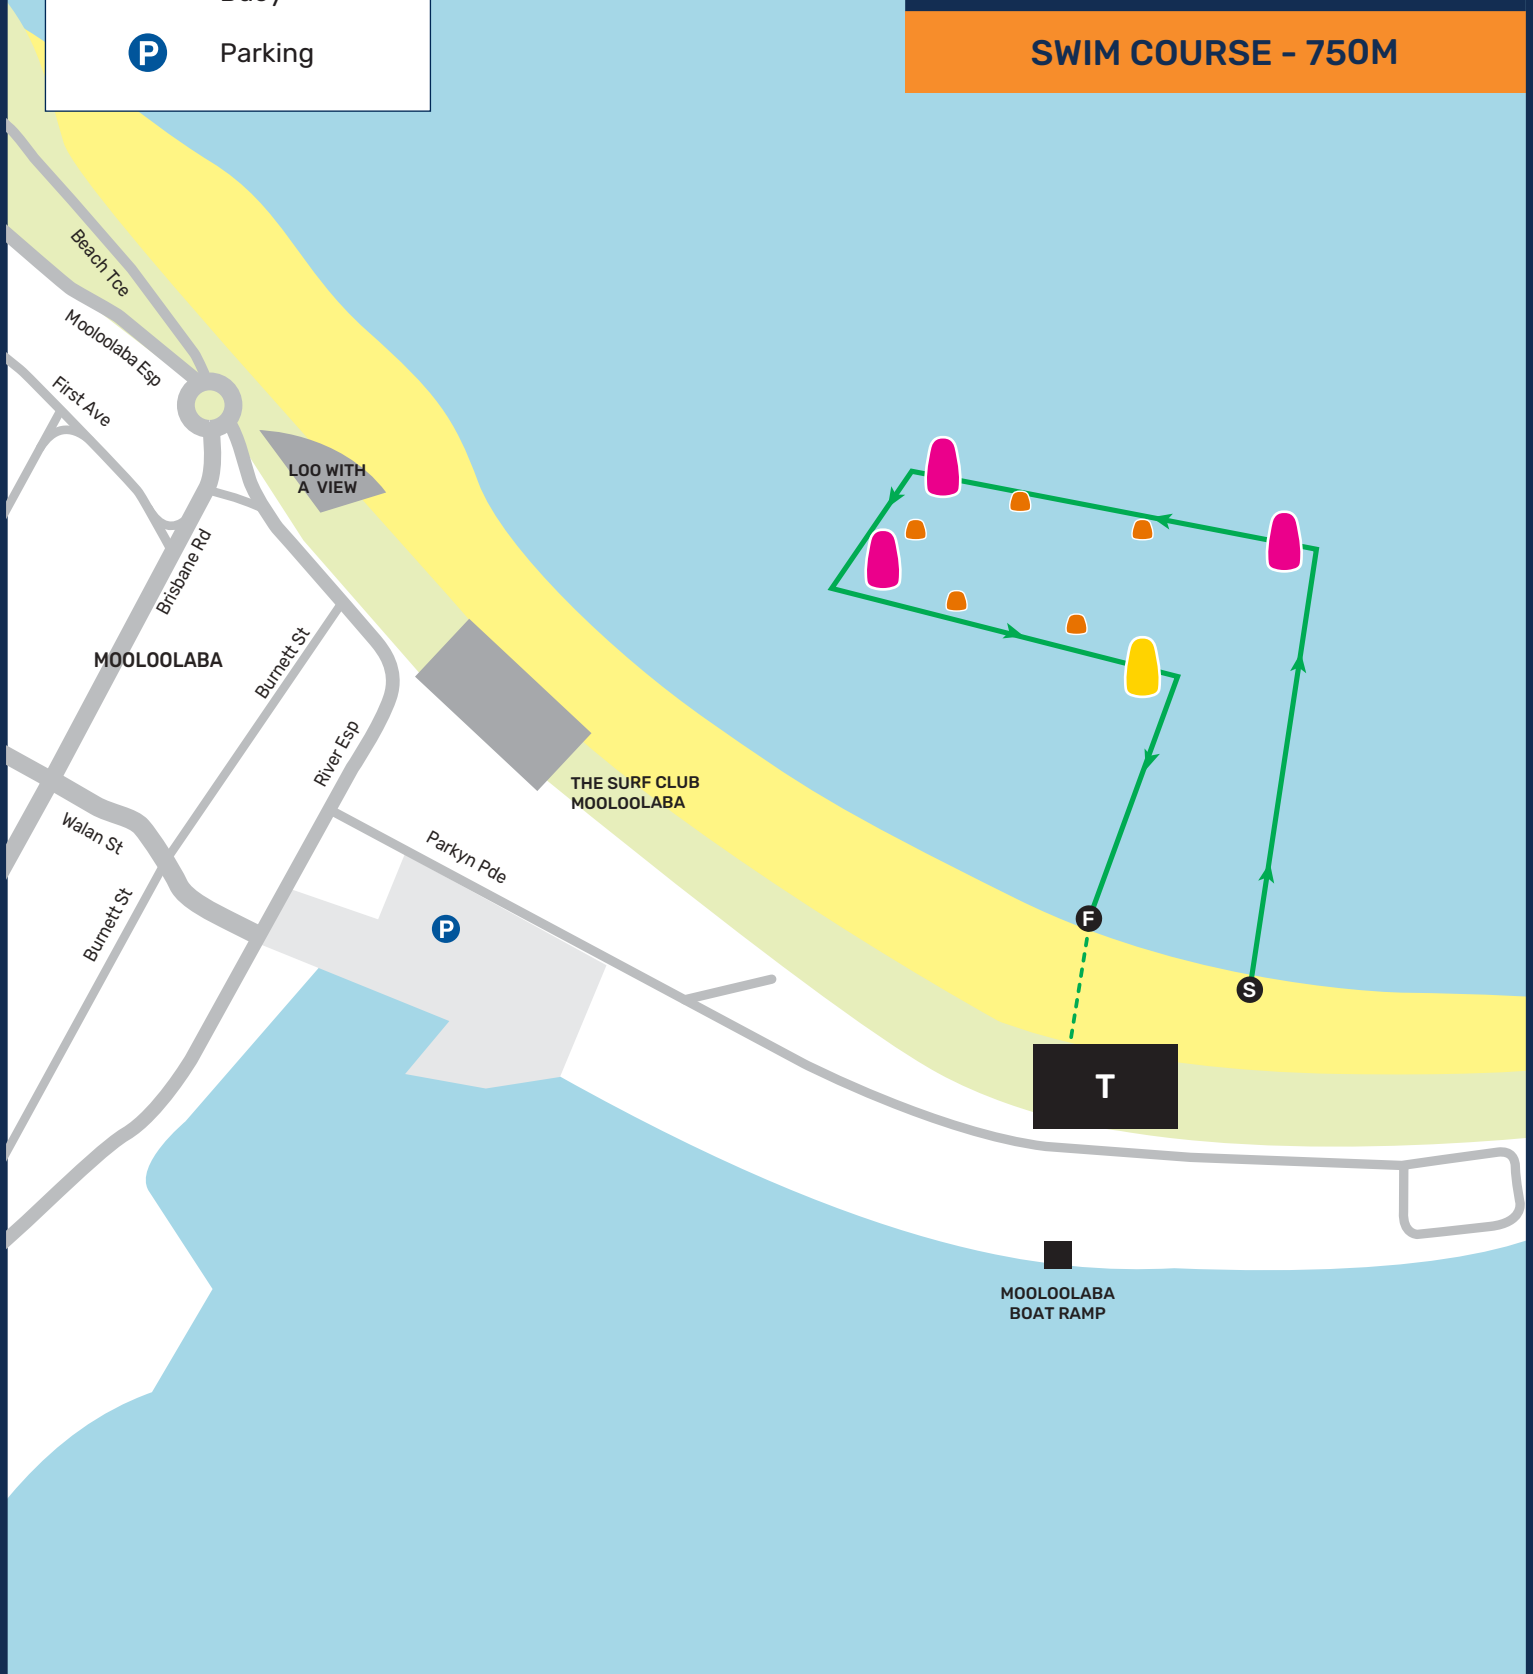 Parking
P
SWIM COURSE - 750M
Beach Tce
Mooloolaba Esp
First Ave
LOO WITH
A VIEW
Brisbane Rd
Burnett St
MOOLOOLABA
River Esp
THE SURF CLUB
MOOLOOLABA
Walan St
Parkyn Pde
Burnett St
P
F
S
T
MOOLOOLABA
BOAT RAMP